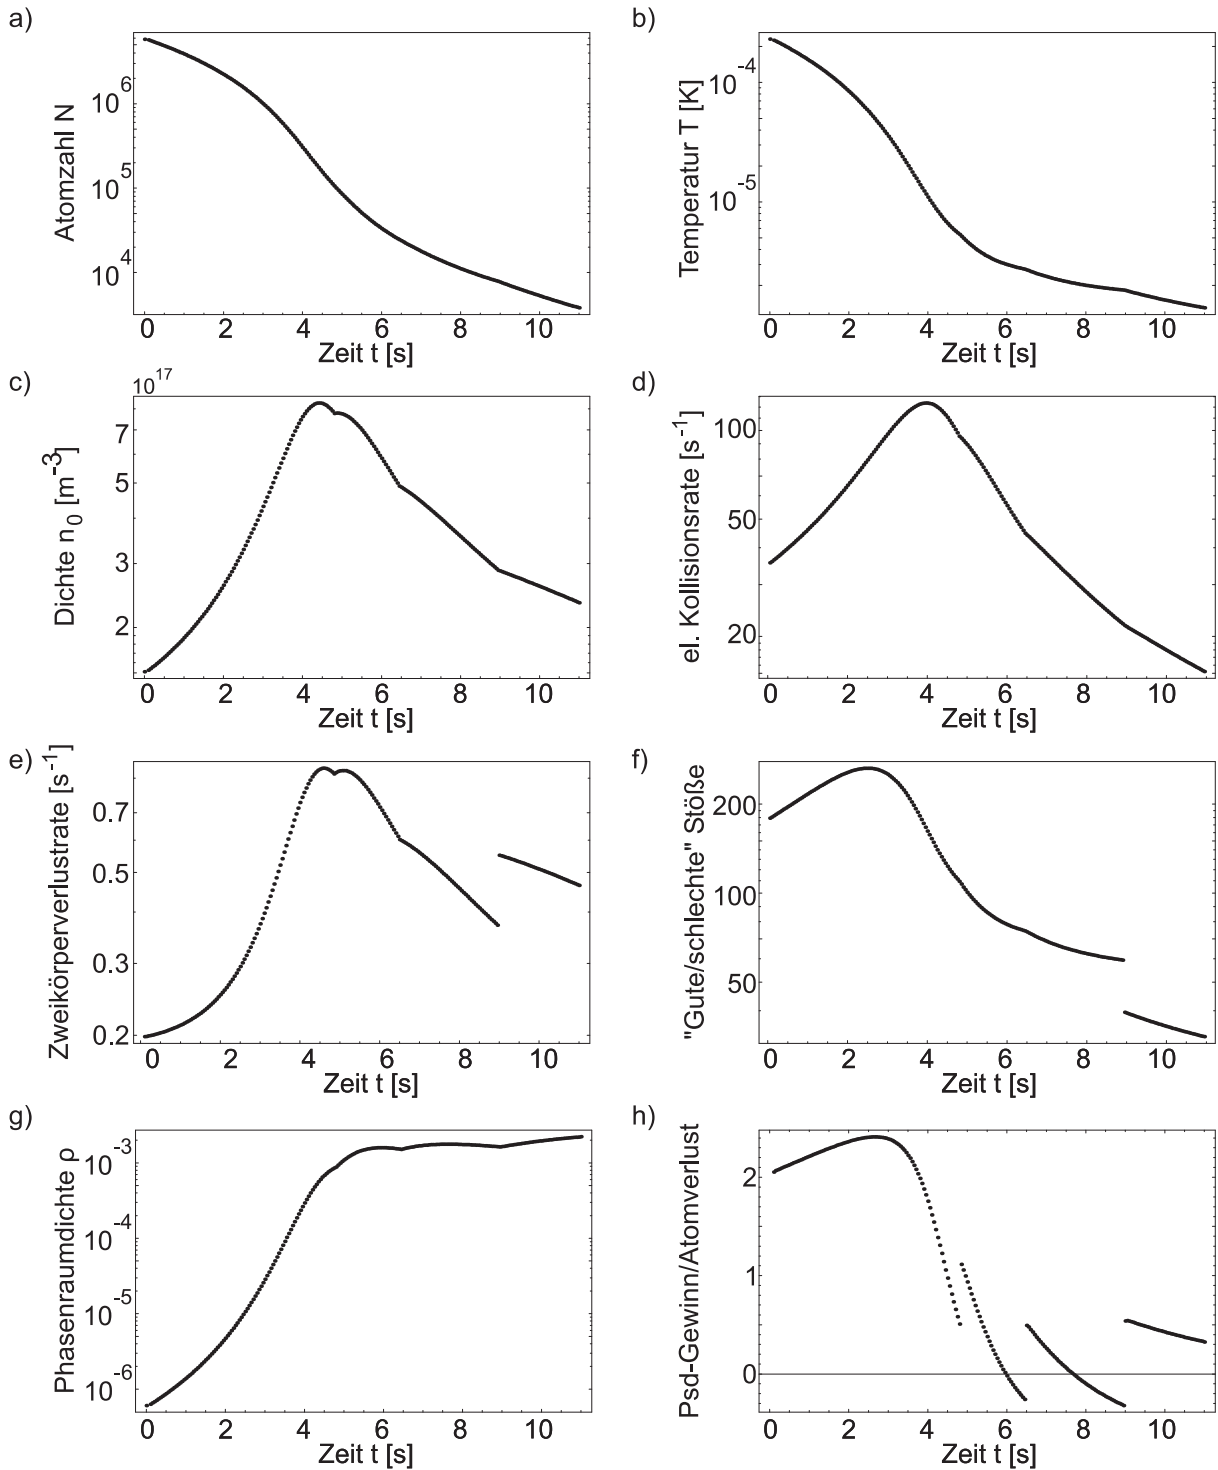 a)
Atomzahl N
10^6
10^5
10^4
0 2 4 6 8 10
Zeit t [s]
b)
Temperatur T [K]
10^-4
10^-5
0 2 4 6 8 10
Zeit t [s]
c)
10^17
Dichte n_0 [m^-3]
7
5
3
2
0 2 4 6 8 10
Zeit t [s]
d)
el. Kollisionsrate [s^-1]
100
50
20
0 2 4 6 8 10
Zeit t [s]
e)
Zweikörperverlustrate [s^-1]
0.7
0.5
0.3
0.2
0 2 4 6 8 10
Zeit t [s]
f)
"Gute/schlechte" Stöße
200
100
50
0 2 4 6 8 10
Zeit t [s]
g)
Phasenraumdichte ρ
10^-3
10^-4
10^-5
10^-6
0 2 4 6 8 10
Zeit t [s]
h)
Psd-Gewinn/Atomverlust
2
1
0
0 2 4 6 8 10
Zeit t [s]